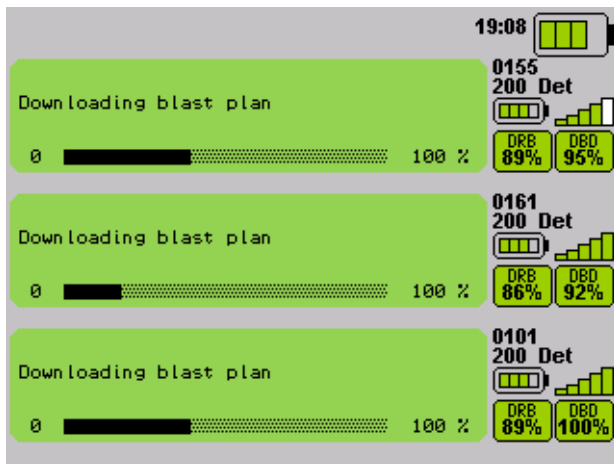 19:08
0155
200 Det
Downloading blast plan
0 100 %
DRB DBD
89% 95%
0161
200 Det
Downloading blast plan
0 100 %
DRB DBD
86% 92%
0101
200 Det
Downloading blast plan
0 100 %
DRB DBD
89% 100%